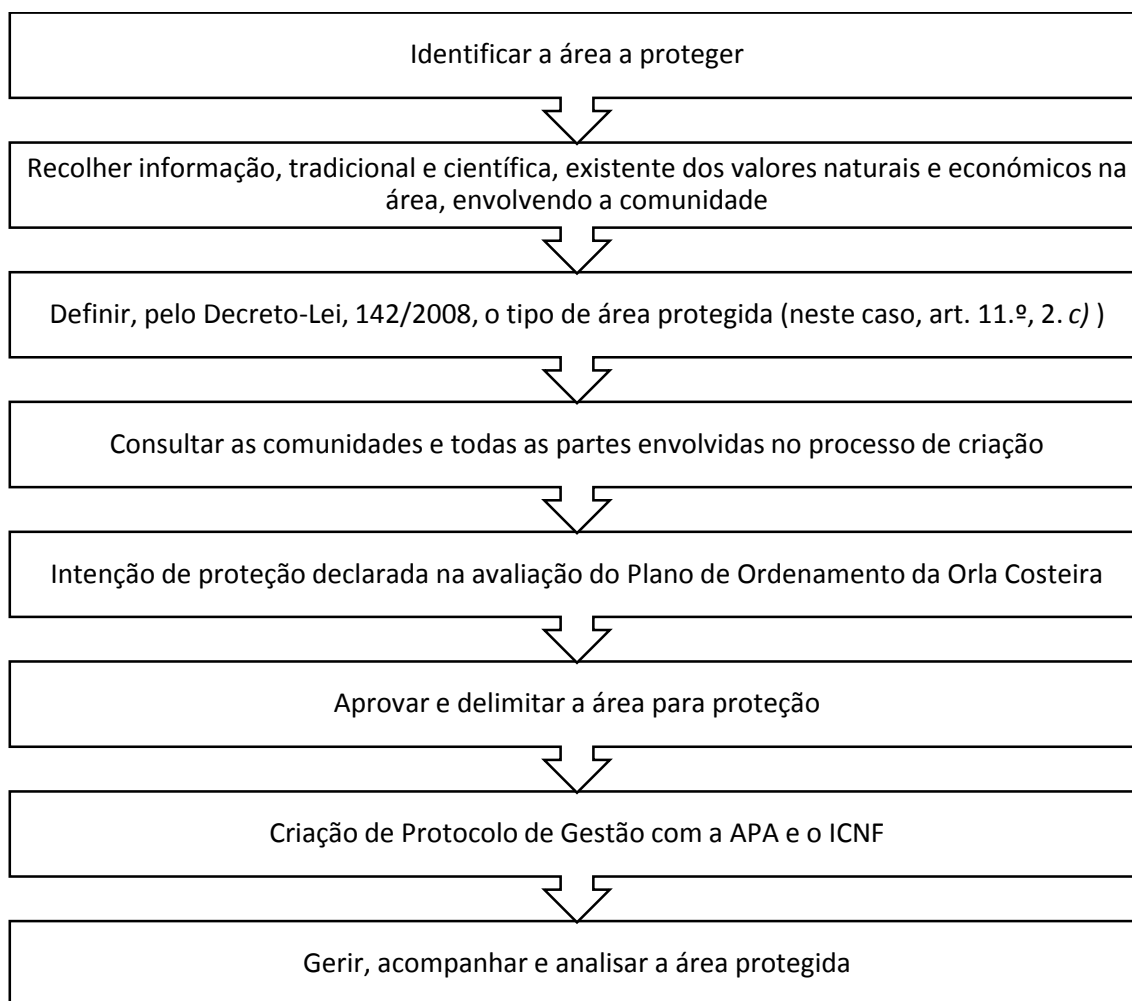 Identificar a área a proteger
Recolher informação, tradicional e científica, existente dos valores naturais e económicos na
área, envolvendo a comunidade
Definir, pelo Decreto-Lei, 142/2008, o tipo de área protegida (neste caso, art. 11.º, 2. c) )
Consultar as comunidades e todas as partes envolvidas no processo de criação
Intenção de proteção declarada na avaliação do Plano de Ordenamento da Orla Costeira
Aprovar e delimitar a área para proteção
Criação de Protocolo de Gestão com a APA e o ICNF
Gerir, acompanhar e analisar a área protegida